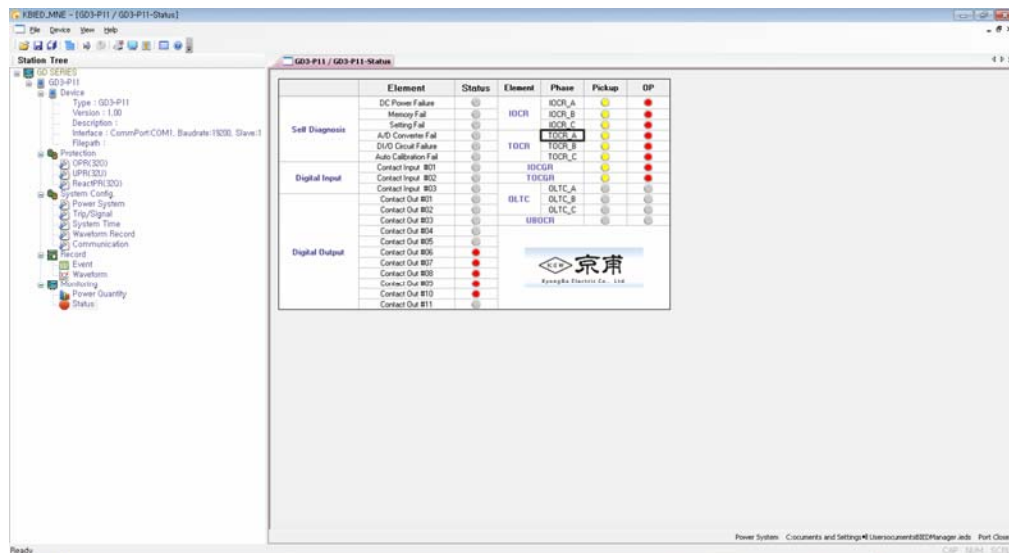 KBIED_MNE - [GD3-P11 / GD3-P11-Status]
File Device View Help
Station Tree
GD SERIES
GD3-P11
Device
Type : GD3-P11
Version : 1.00
Description :
Interface : CommPort:COM1, Baudrate:19200, Slave:1
Filepath :
Protection
OPR(32O)
UPR(32U)
ReactPR(32Q)
System Config.
Power System
Trip/Signal
System Time
Waveform Record
Communication
Record
Event
Waveform
Monitoring
Power Quantity
Status
GD3-P11 / GD3-P11-Status
Element Status Element Phase Pickup OP
Self Diagnosis
DC Power Failure
Memory Fail
Setting Fail
A/D Converter Fail
DI/O Circuit Failure
Auto Calibration Fail
Digital Input
Contact Input #01
Contact Input #02
Contact Input #03
Digital Output
Contact Out #01
Contact Out #02
Contact Out #03
Contact Out #04
Contact Out #05
Contact Out #06
Contact Out #07
Contact Out #08
Contact Out #09
Contact Out #10
Contact Out #11
IOCR
IOCR_A
IOCR_B
IOCR_C
TOCR
TOCR_A
TOCR_B
TOCR_C
IOCGR
TOCGR
OLTC
OLTC_A
OLTC_B
OLTC_C
UBOCR
京甫
KyongBo Electric Co., Ltd
Ready
Power System
Port Close
CAP NUM SCRL